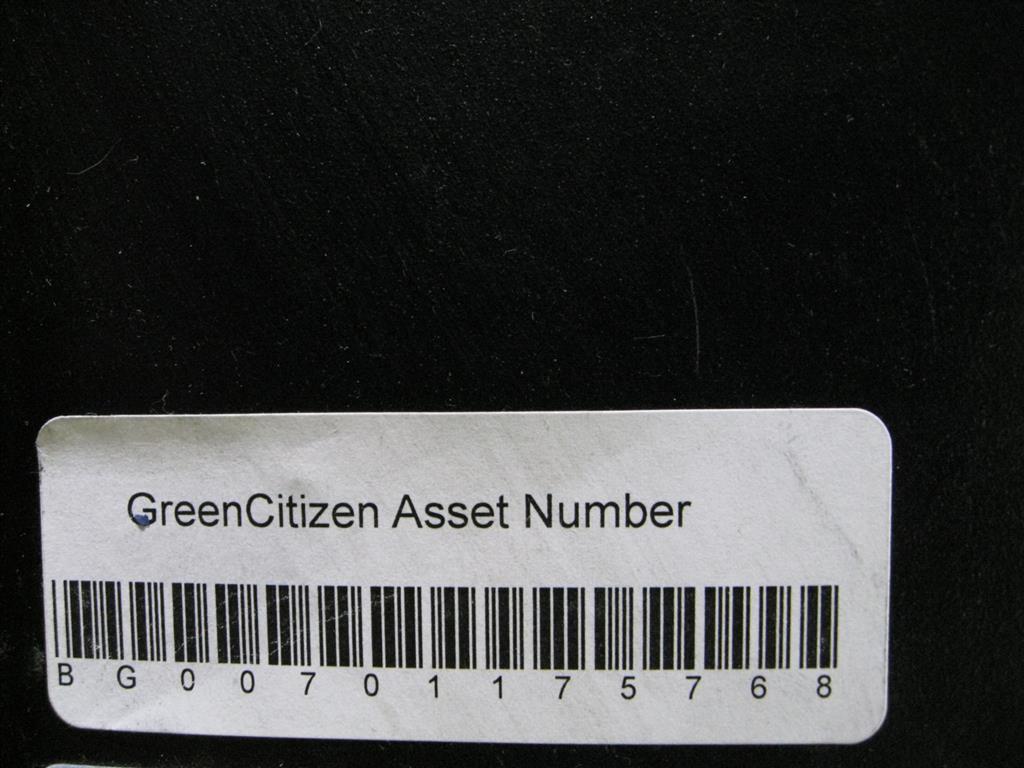 GreenCitizen Asset Number
B G 0 0 7 0 1 1 7 5 7 6 8